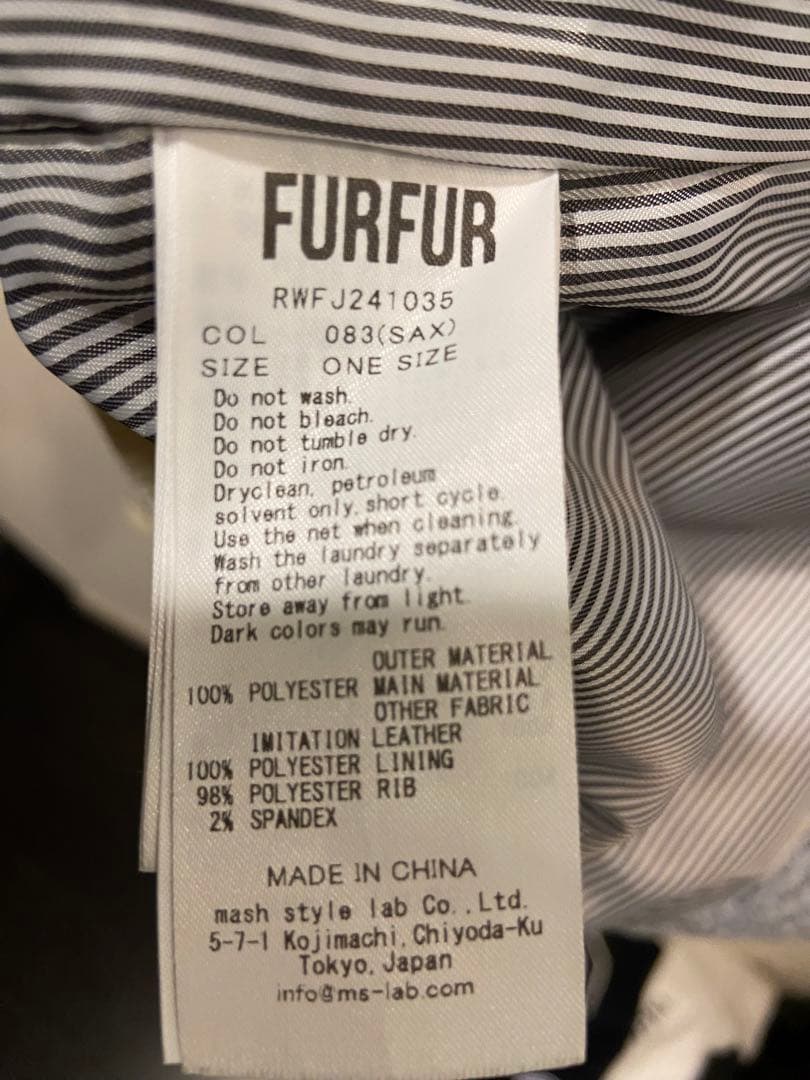 FURFUR
RWFJ241035
COL 083(SAX)
SIZE ONE SIZE
Do not wash.
Do not bleach.
Do not tumble dry.
Do not iron.
Dryclean, petroleum
solvent only, short cycle.
Use the net when cleaning.
Wash the laundry separately
from other laundry.
Store away from light.
Dark colors may run.
OUTER MATERIAL
100% POLYESTER MAIN MATERIAL
OTHER FABRIC
IMITATION LEATHER
100% POLYESTER LINING
98% POLYESTER RIB
2% SPANDEX
MADE IN CHINA
mash style lab Co.,Ltd.
5-7-1 Kojimachi, Chiyoda-Ku
Tokyo, Japan
info@ms-lab.com